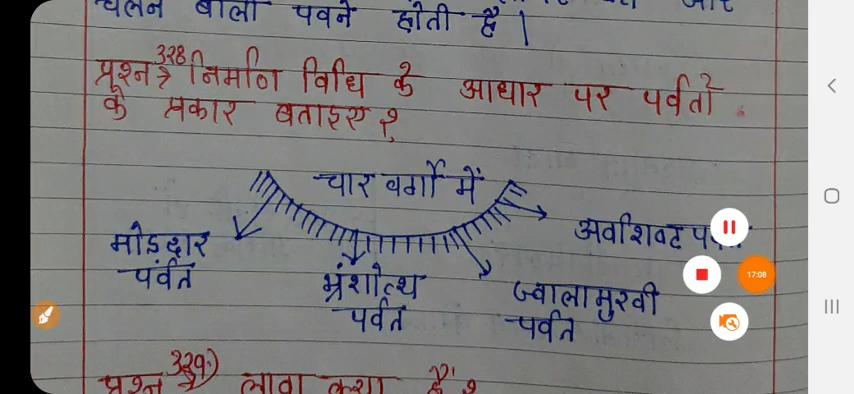 चलने वाली पवने होती है।
प्रश्न 328→ निर्माण विधि के आधार पर पर्वतो
के प्रकार बताइए?
चार वर्गो में
मोड़दार
पर्वत
भ्रंशोत्थ
पर्वत
ज्वालामुखी
पर्वत
अवशिष्ट
17:08
प्रश्न 329) लावा क्या है?